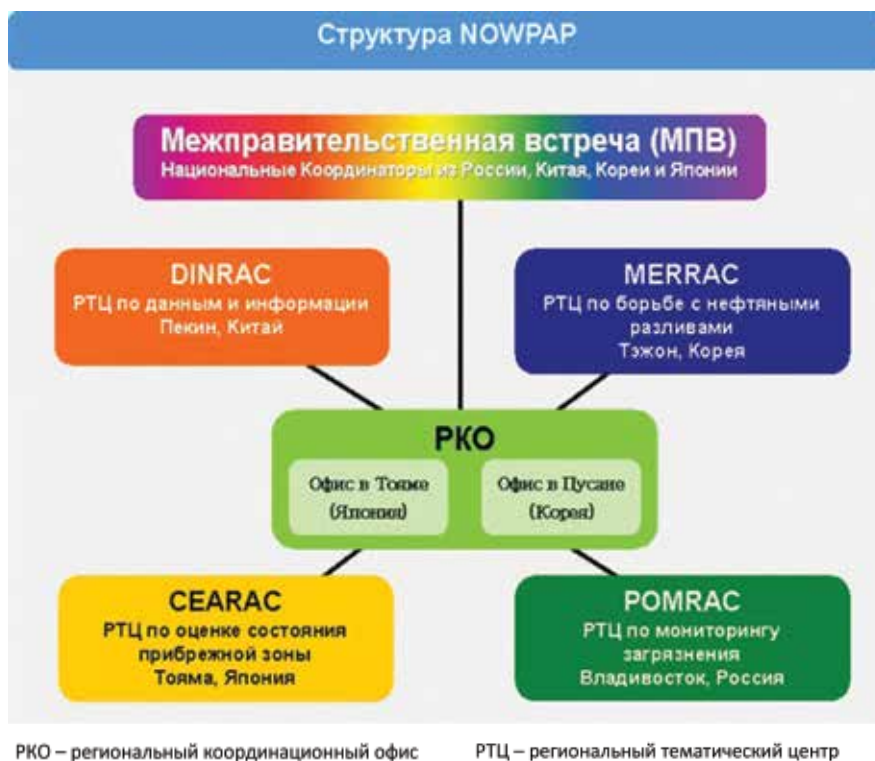 Структура NOWPAP
Межправительственная встреча (МПВ)
Национальные Координаторы из России, Китая, Кореи и Японии
DINRAC
РТЦ по данным и информации
Пекин, Китай
MERRAC
РТЦ по борьбе с нефтяными
разливами
Тэжон, Корея
РКО
Офис в Тояме
(Япония)
Офис в Пусане
(Корея)
CEARAC
РТЦ по оценке состояния
прибрежной зоны
Тояма, Япония
POMRAC
РТЦ по мониторингу
загрязнения
Владивосток, Россия
РКО – региональный координационный офис
РТЦ – региональный тематический центр